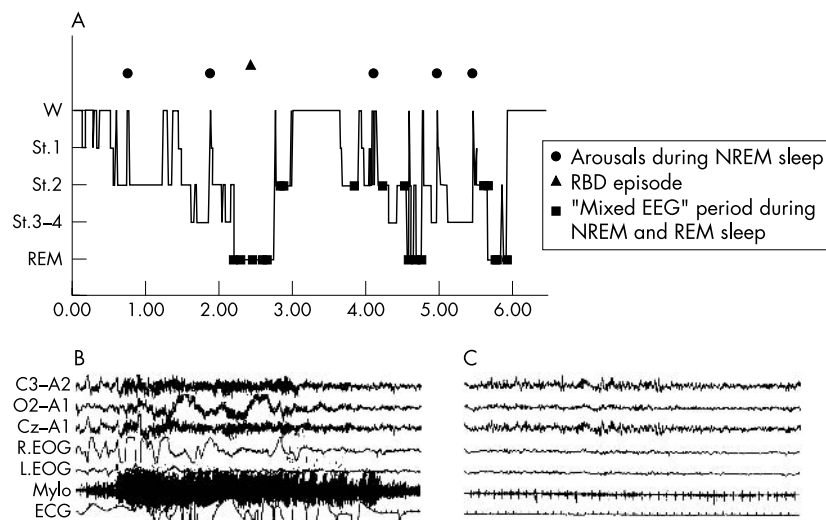 A
W
St.1
St.2
St.3–4
REM
0.00 1.00 2.00 3.00 4.00 5.00 6.00
Arousals during NREM sleep
RBD episode
"Mixed EEG" period during
NREM and REM sleep
B
C3–A2
O2–A1
Cz–A1
R.EOG
L.EOG
Mylo
ECG
C